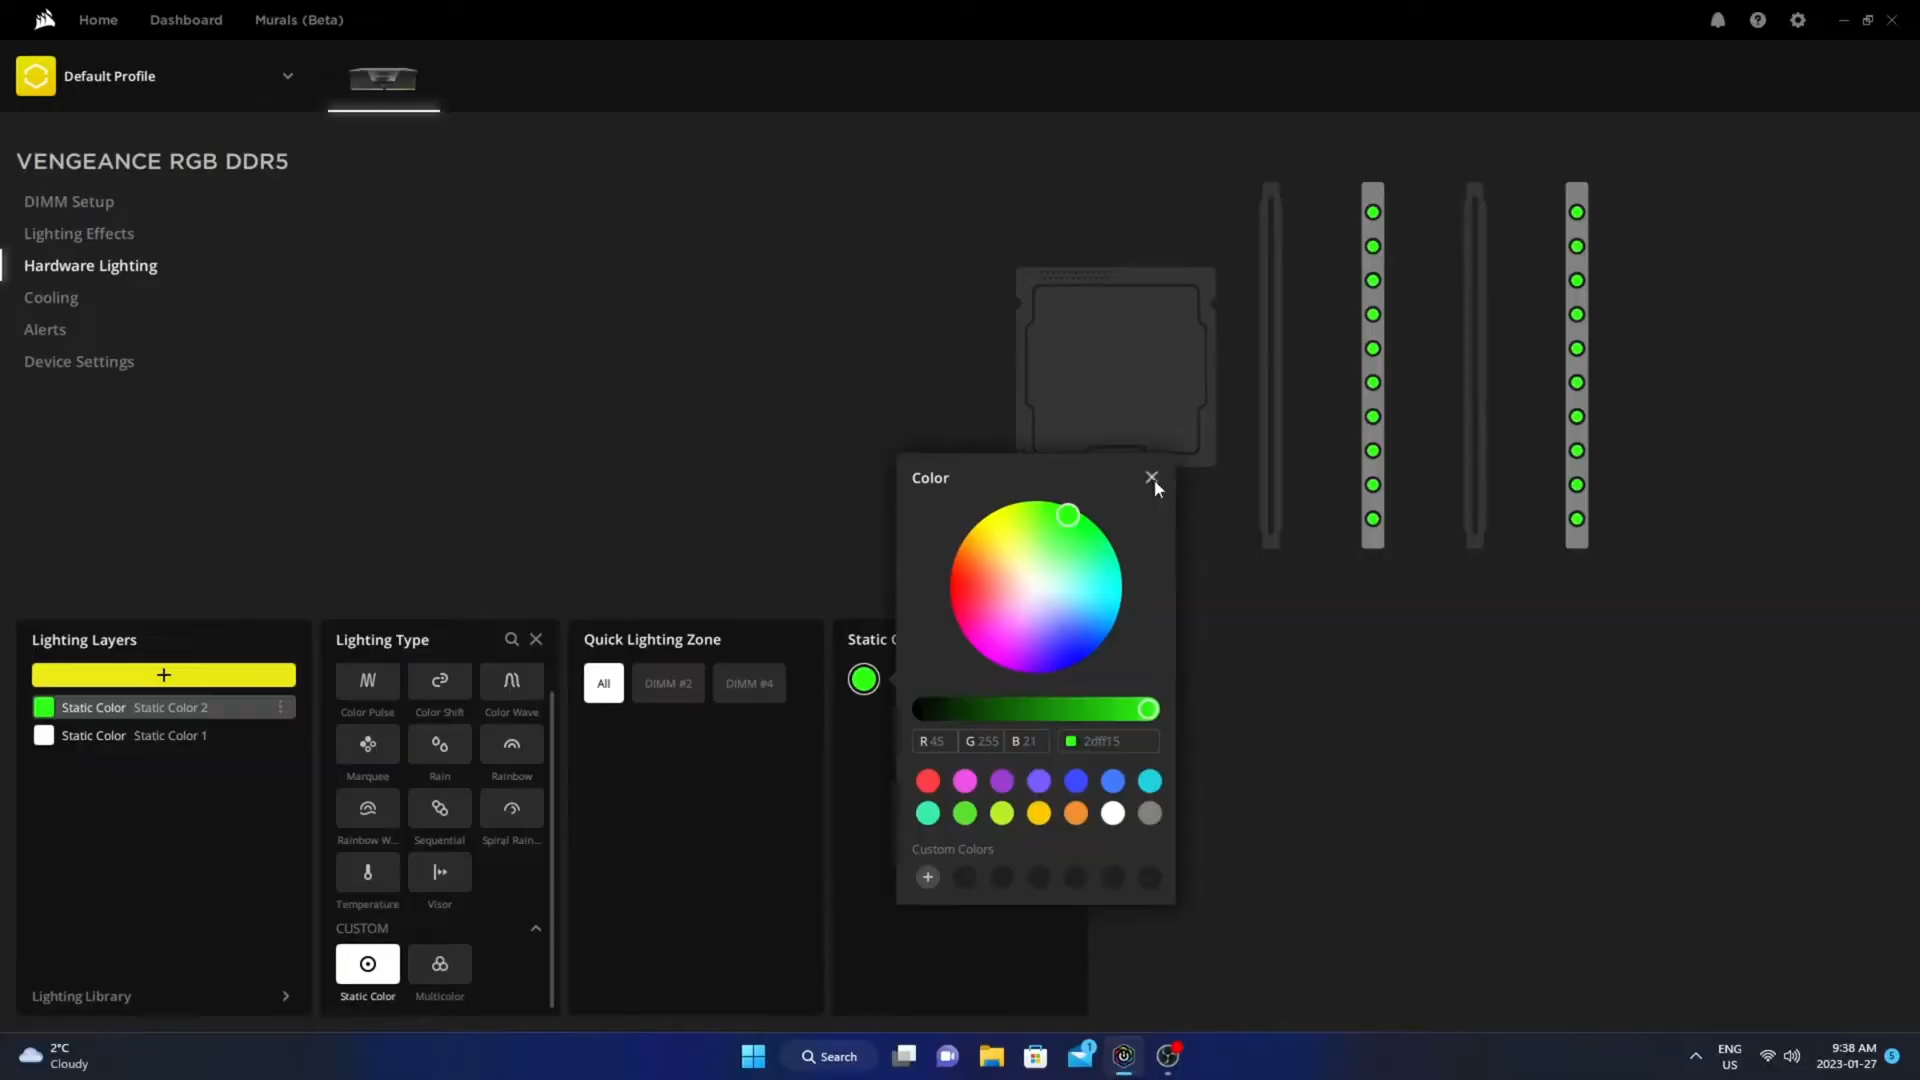 Home Dashboard Murals (Beta)
Default Profile
VENGEANCE RGB DDR5
DIMM Setup
Lighting Effects
Hardware Lighting
Cooling
Alerts
Device Settings
Lighting Layers
+
Static Color Static Color 2
Static Color Static Color 1
Lighting Library
Lighting Type
Color Pulse Color Shift Color Wave
Marquee Rain Rainbow
Rainbow W... Sequential Spiral Rain...
Temperature Visor
CUSTOM
Static Color Multicolor
Quick Lighting Zone
All DIMM #2 DIMM #4
Static C
Color
R 45 G 255 B 21 2dff15
Custom Colors
+
2°C
Cloudy
Search
1
ENG
US
9:38 AM
2023-01-27
5